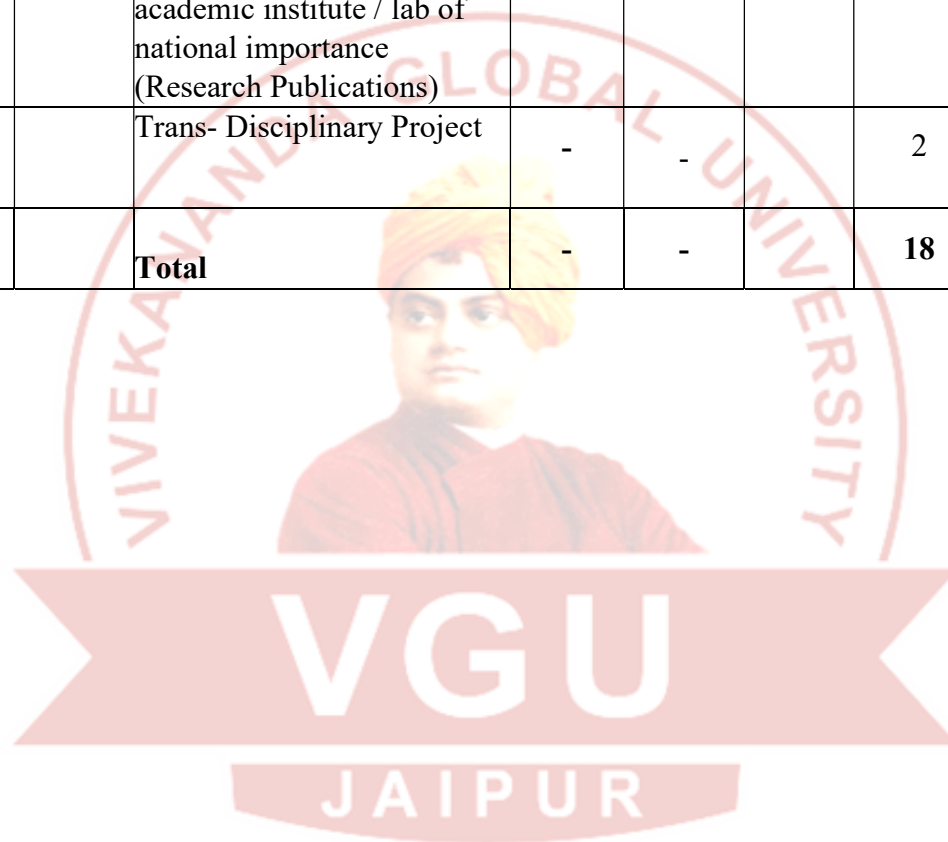 academic institute / lab of
national importance
(Research Publications)
Trans- Disciplinary Project - - 2
Total - - 18
VIVEKANANDA GLOBAL UNIVERSITY
VGU
JAIPUR